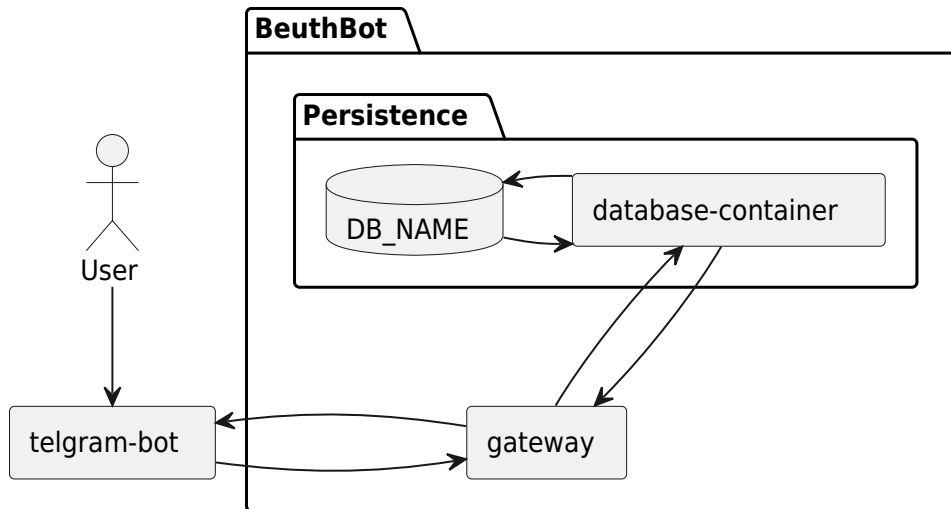 BeuthBot
Persistence
DB_NAME
database-container
User
telgram-bot
gateway